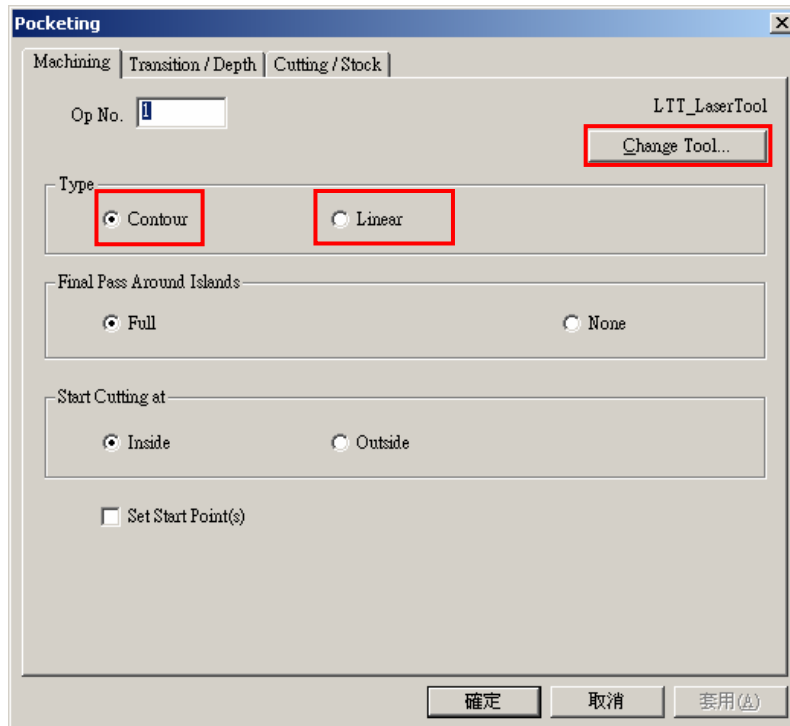 Pocketing
Machining Transition / Depth Cutting / Stock
Op No. 1 LTT_LaserTool
Change Tool...
Type
Contour Linear
Final Pass Around Islands
Full None
Start Cutting at
Inside Outside
Set Start Point(s)
確定 取消 套用(A)